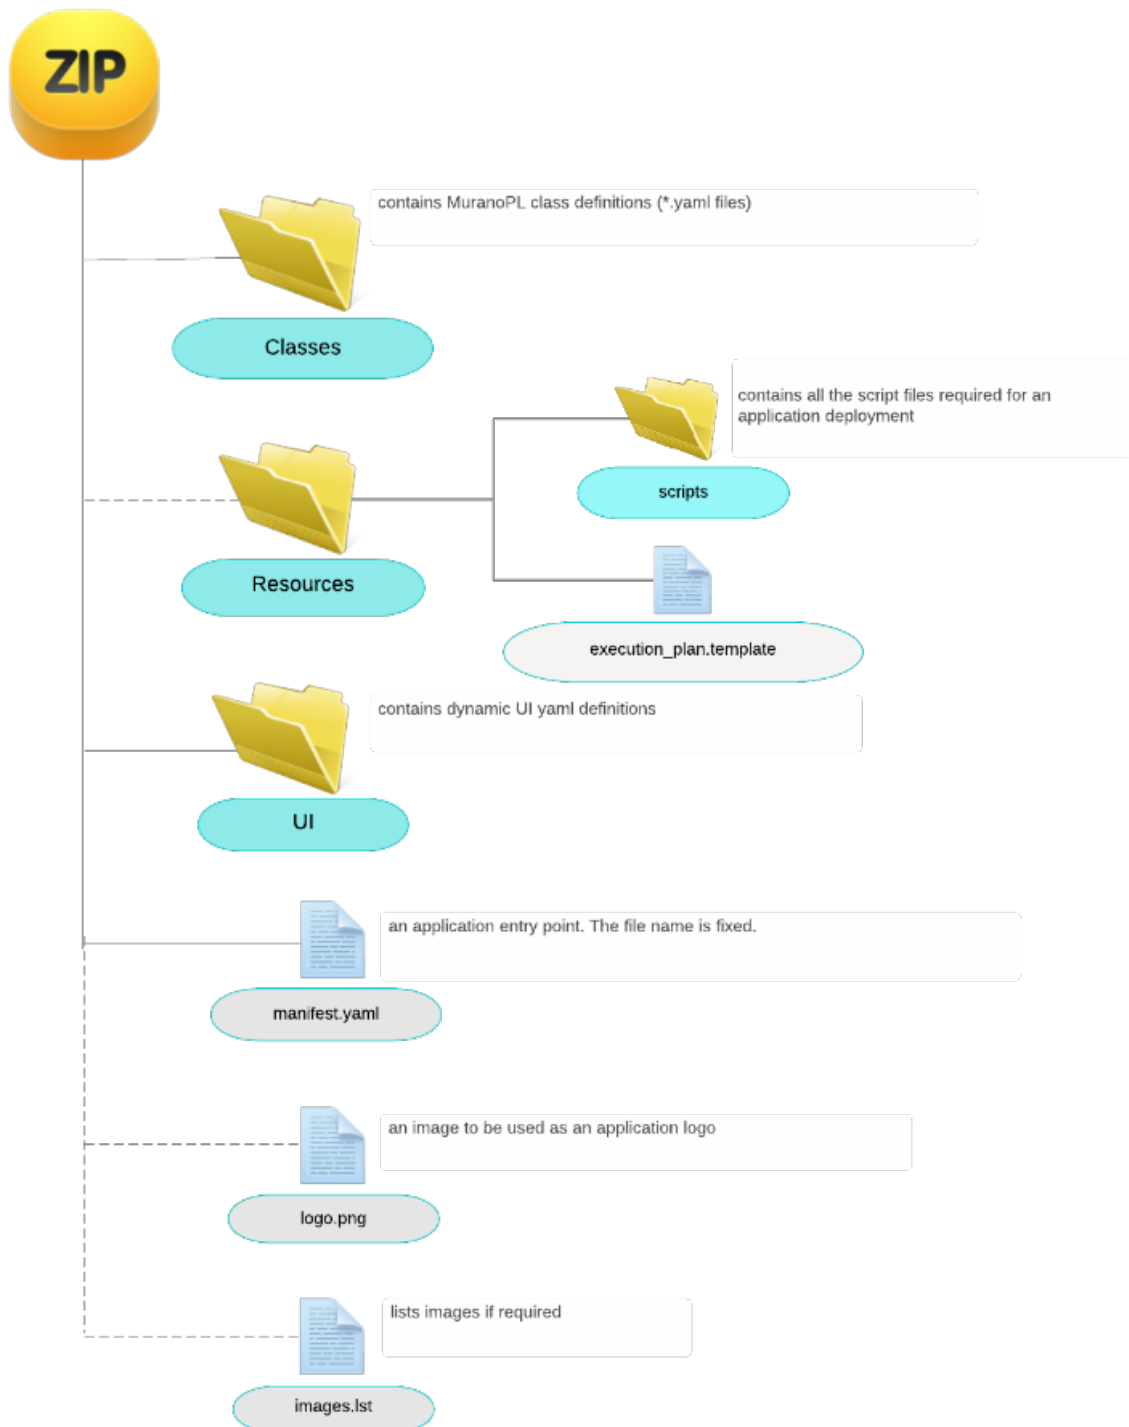 ZIP
contains MuranoPL class definitions (*.yaml files)
Classes
contains all the script files required for an
application deployment
scripts
Resources
execution_plan.template
contains dynamic UI yaml definitions
UI
an application entry point. The file name is fixed.
manifest.yaml
an image to be used as an application logo
logo.png
lists images if required
images.lst